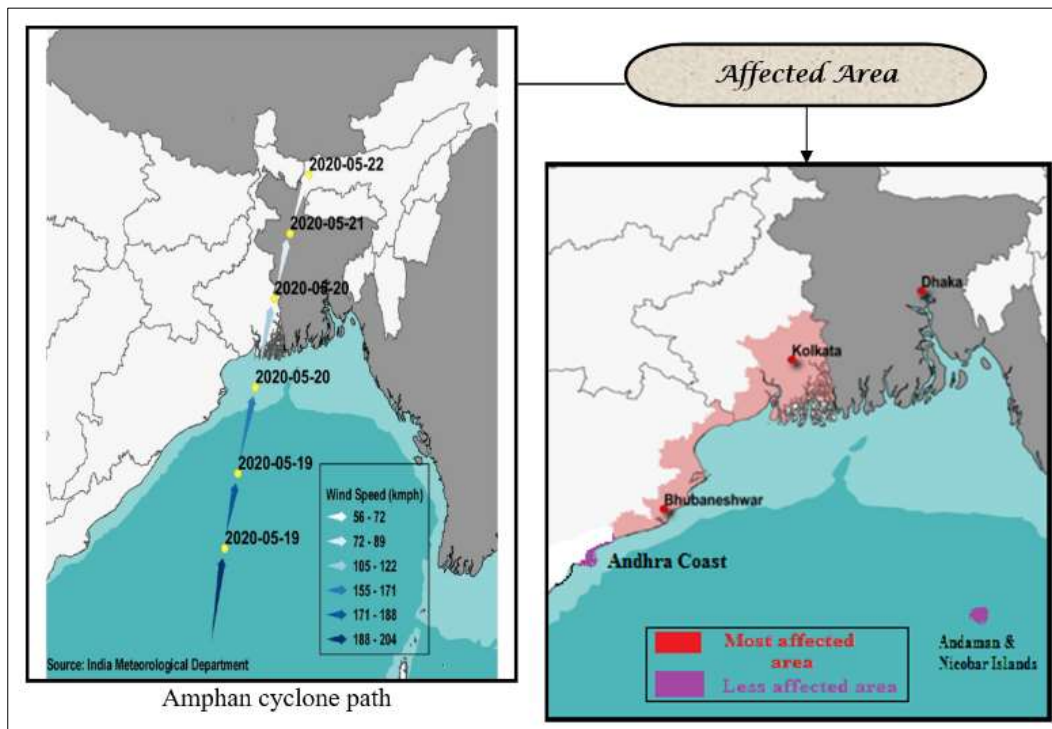 Affected Area
2020-05-22
2020-05-21
2020-05-20
2020-05-20
2020-05-19
2020-05-19
Wind Speed (kmph)
56 - 72
72 - 89
105 - 122
155 - 171
171 - 188
188 - 204
Source: India Meteorological Department
Amphan cyclone path
Dhaka
Kolkata
Bhubaneshwar
Andhra Coast
Andaman &
Nicobar Islands
Most affected
area
Less affected area